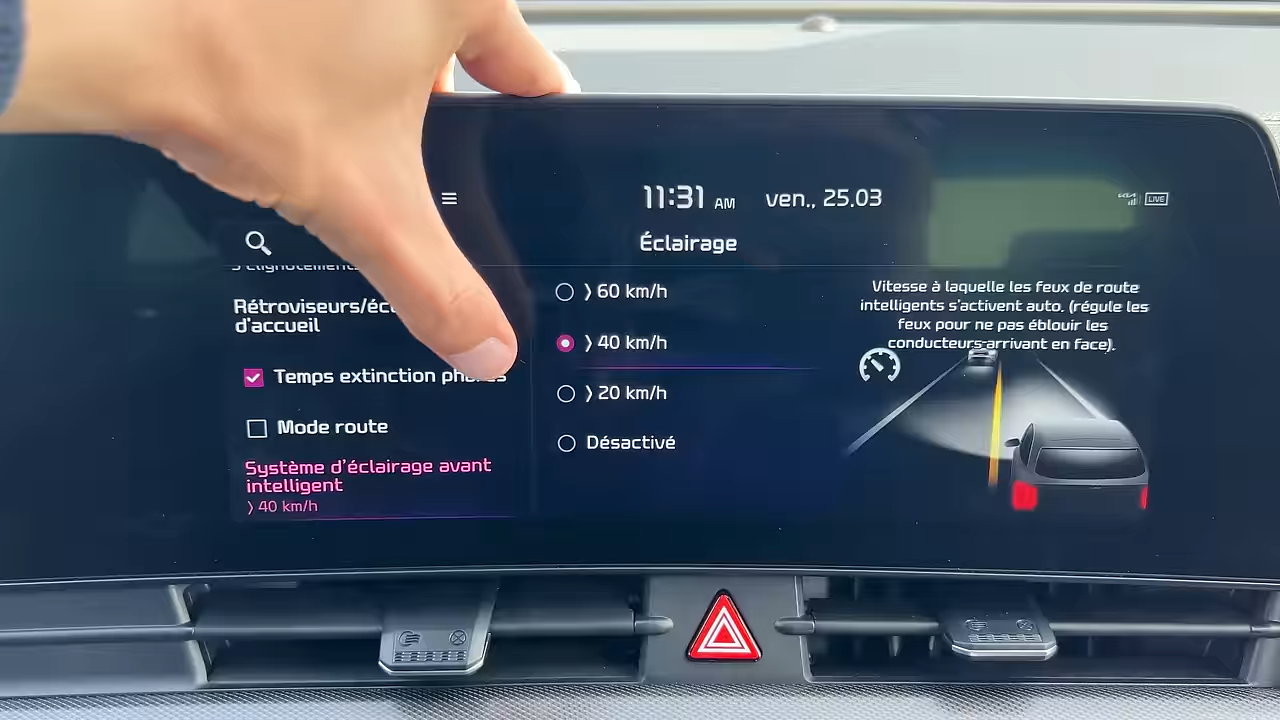 11:31 AM ven., 25.03
LIVE
Éclairage
Rétroviseurs/
d'accueil
Temps extinction
Mode route
Système d'éclairage avant
intelligent
⟩ 40 km/h
⟩ 60 km/h
⟩ 40 km/h
⟩ 20 km/h
Désactivé
Vitesse à laquelle les feux de route
intelligents s'activent auto. (régule les
feux pour ne pas éblouir les
conducteurs arrivant en face).